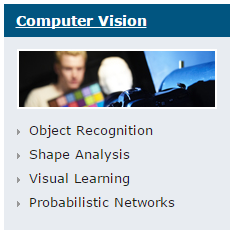 Computer Vision
Object Recognition
Shape Analysis
Visual Learning
Probabilistic Networks